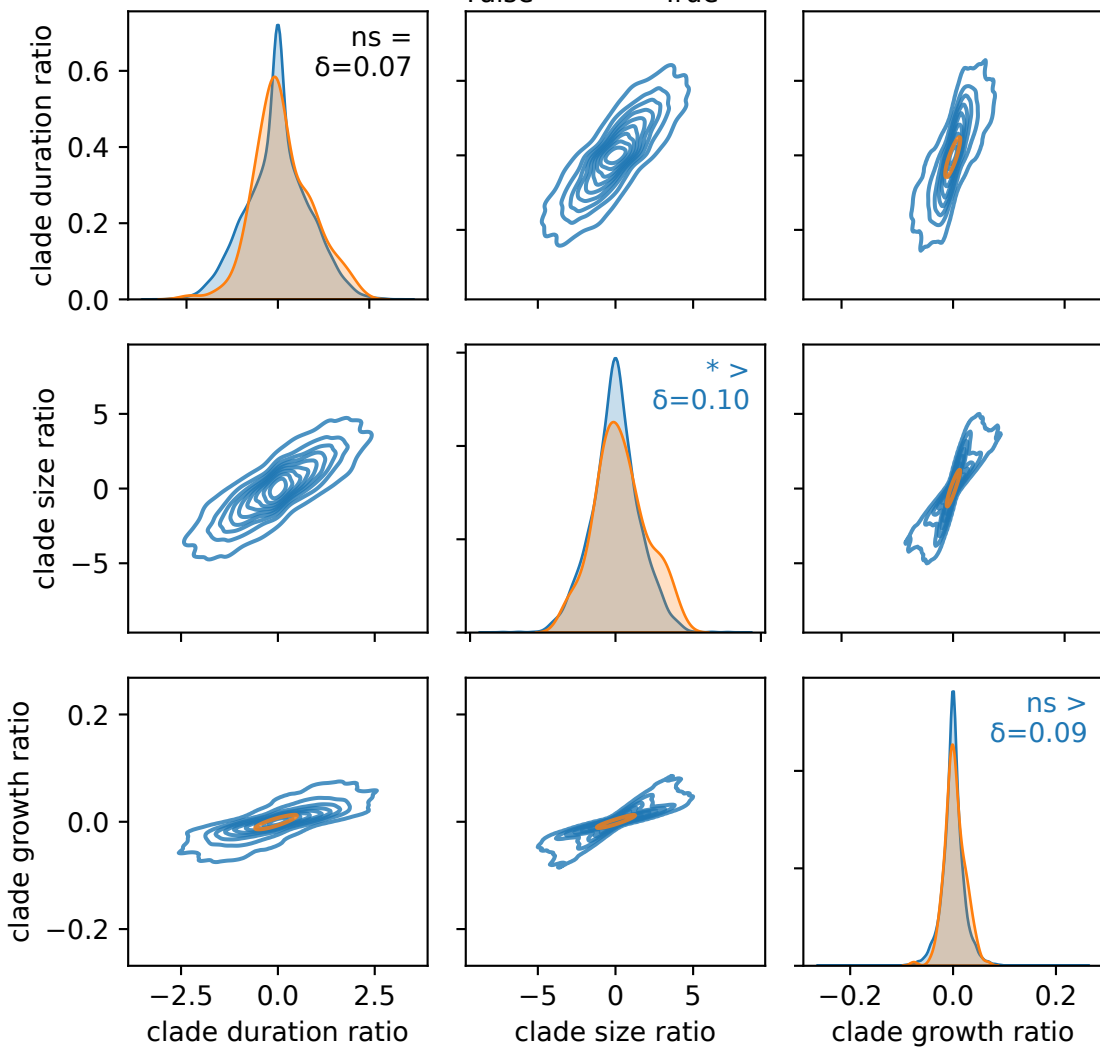 ns =
δ=0.07
clade duration ratio
0.6
0.4
0.2
0.0
* >
δ=0.10
clade size ratio
5
0
−5
ns >
δ=0.09
clade growth ratio
0.2
0.0
−0.2
−2.5 0.0 2.5 −5 0 5 −0.2 0.0 0.2
clade duration ratio clade size ratio clade growth ratio